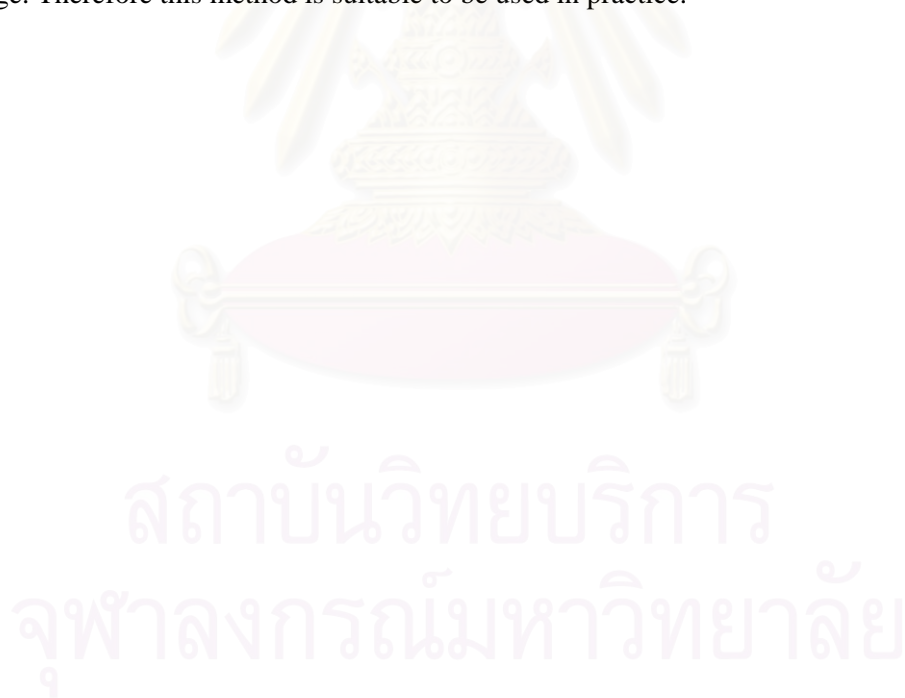 ge. Therefore this method is suitable to be used in practice.
สถาบันวิทยบริการ
จุฬาลงกรณ์มหาวิทยาลัย